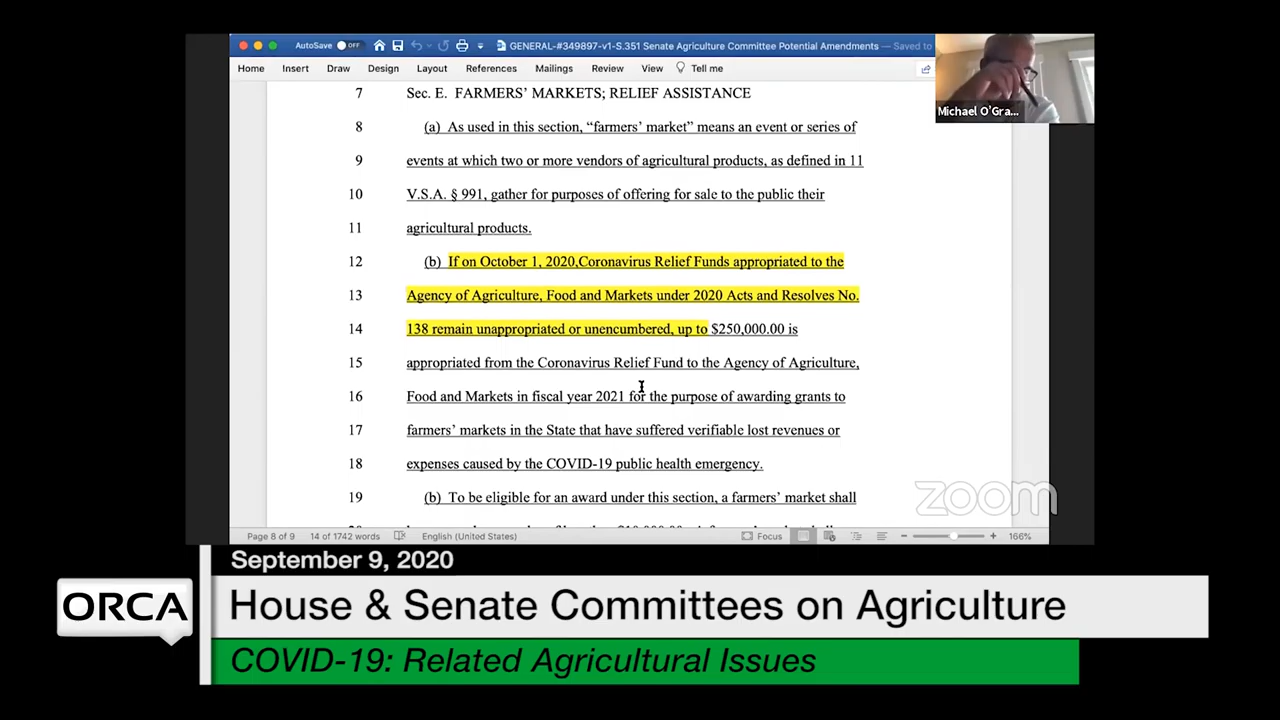 AutoSave OFF GENERAL-#349897-v1-S.351 Senate Agriculture Committee Potential Amendments — Saved to
Home Insert Draw Design Layout References Mailings Review View Tell me
Michael O'Gra...
7 Sec. E. FARMERS’ MARKETS; RELIEF ASSISTANCE
8 (a) As used in this section, “farmers’ market” means an event or series of
9 events at which two or more vendors of agricultural products, as defined in 11
10 V.S.A. § 991, gather for purposes of offering for sale to the public their
11 agricultural products.
12 (b) If on October 1, 2020,Coronavirus Relief Funds appropriated to the
13 Agency of Agriculture, Food and Markets under 2020 Acts and Resolves No.
14 138 remain unappropriated or unencumbered, up to $250,000.00 is
15 appropriated from the Coronavirus Relief Fund to the Agency of Agriculture,
16 Food and Markets in fiscal year 2021 for the purpose of awarding grants to
17 farmers’ markets in the State that have suffered verifiable lost revenues or
18 expenses caused by the COVID-19 public health emergency.
19 (b) To be eligible for an award under this section, a farmers’ market shall
zoom
Page 8 of 9 14 of 1742 words English (United States) Focus 166%
September 9, 2020
ORCA
House & Senate Committees on Agriculture
COVID-19: Related Agricultural Issues